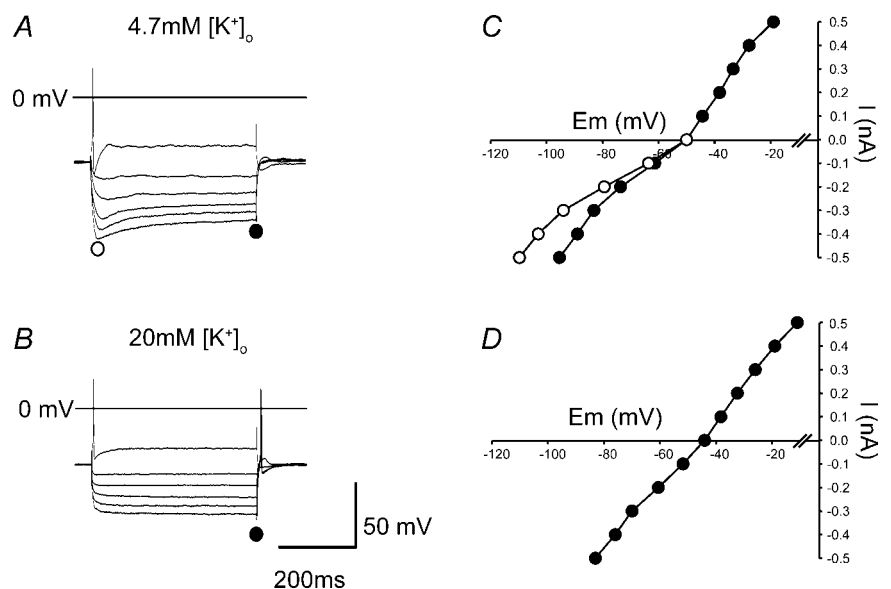 A
4.7mM [K⁺]ₒ
0 mV
B
20mM [K⁺]ₒ
0 mV
50 mV
200ms
C
Em (mV)
-120 -100 -80 -60 -40 -20
0.5
0.4
0.3
0.2
0.1
0.0
-0.1
-0.2
-0.3
-0.4
-0.5
I (nA)
D
Em (mV)
-120 -100 -80 -60 -40 -20
0.5
0.4
0.3
0.2
0.1
0.0
-0.1
-0.2
-0.3
-0.4
-0.5
I (nA)